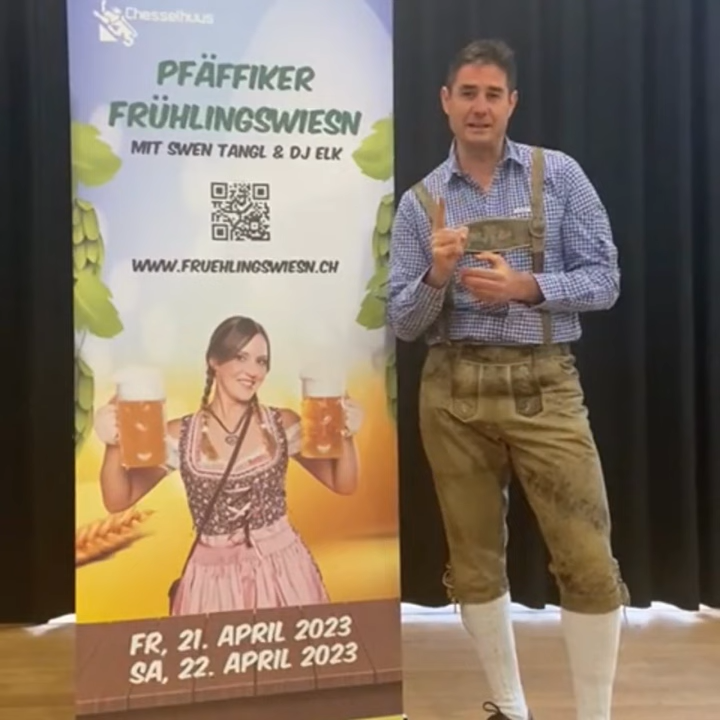 Chesselhuus
PFÄFFIKER
FRÜHLINGSWIESN
MIT SWEN TANGL & DJ ELK
WWW.FRUEHLINGSWIESN.CH
FR, 21. APRIL 2023
SA, 22. APRIL 2023